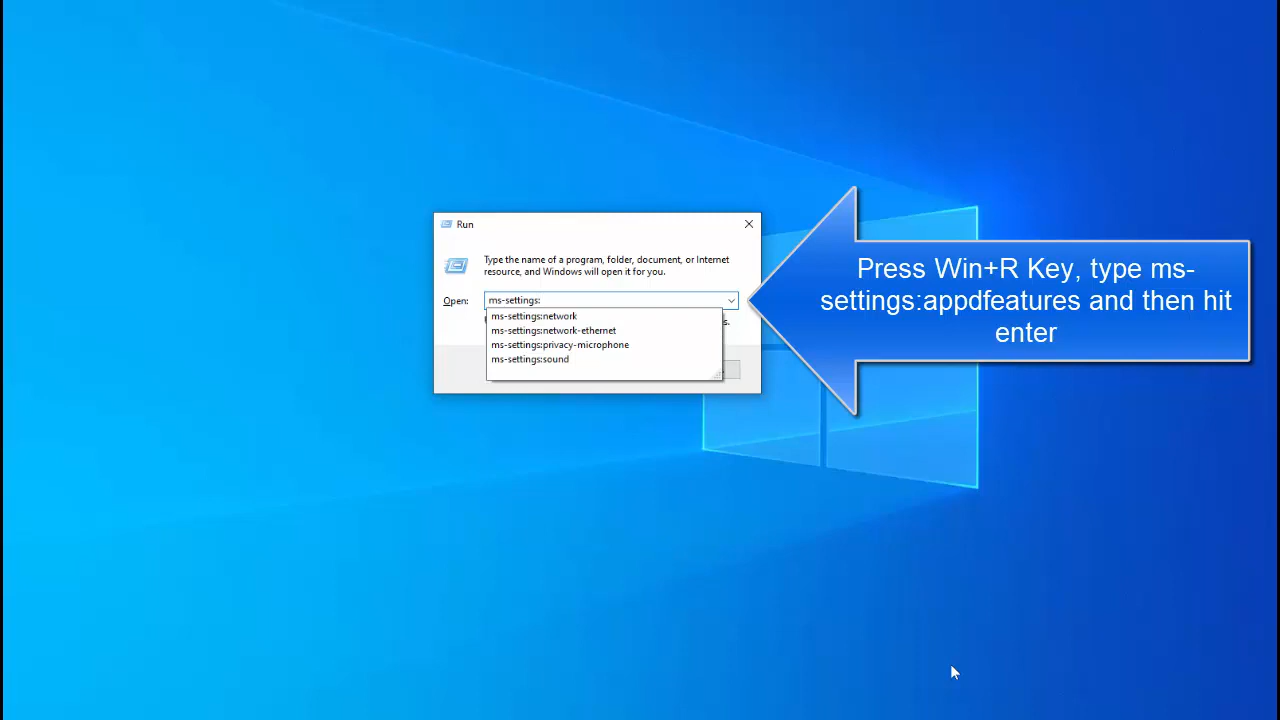 Run
Type the name of a program, folder, document, or Internet
resource, and Windows will open it for you.
Open: ms-settings:
ms-settings:network
ms-settings:network-ethernet
ms-settings:privacy-microphone
ms-settings:sound
Press Win+R Key, type ms-
settings:appdfeatures and then hit
enter